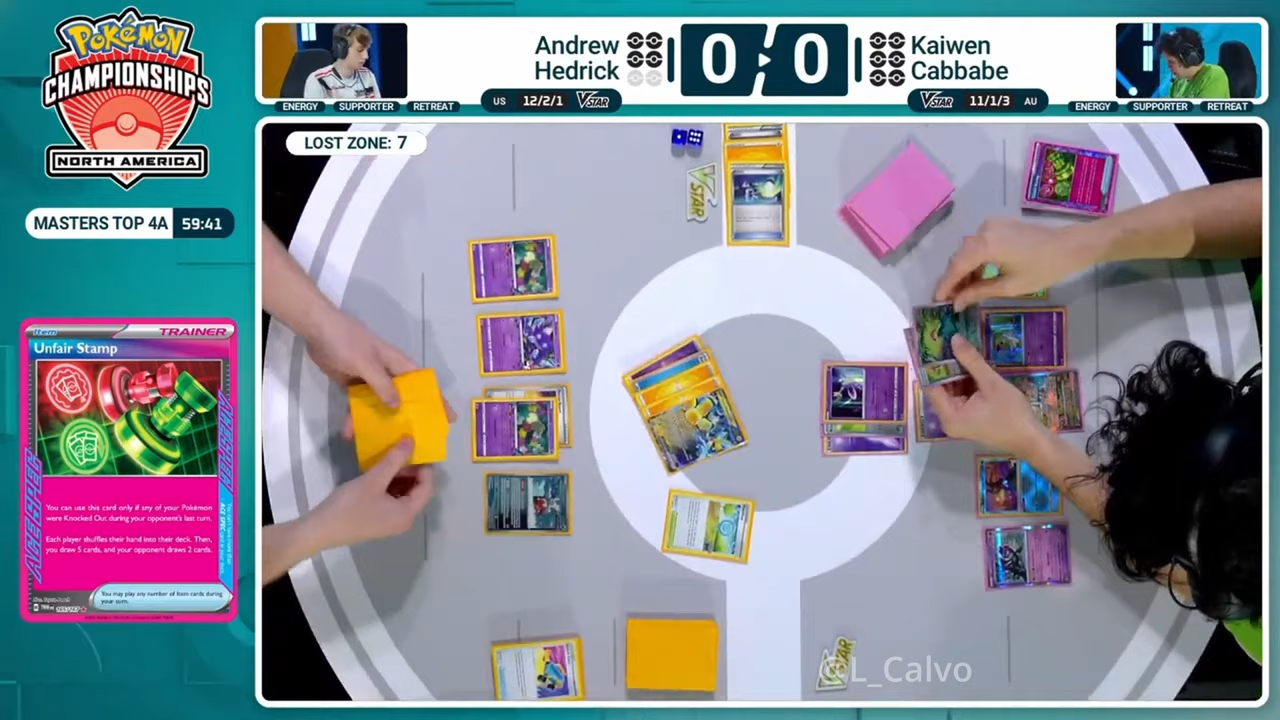 POKéMON
CHAMPIONSHIPS
NORTH AMERICA
MASTERS TOP 4A 59:41
Andrew
Hedrick
0 0
Kaiwen
Cabbabe
US 12/2/1 VSTAR
VSTAR 11/1/3 AU
ENERGY SUPPORTER RETREAT
ENERGY SUPPORTER RETREAT
LOST ZONE: 7
Item TRAINER
Unfair Stamp
ACE SPEC
You can use this card only if any of your Pokémon
were Knocked Out during your opponent's last turn.
Each player shuffles their hand into their deck. Then,
you draw 5 cards, and your opponent draws 2 cards.
You may play any number of Item cards during
your turn.
VSTAR
VSTAR
@L_Calvo